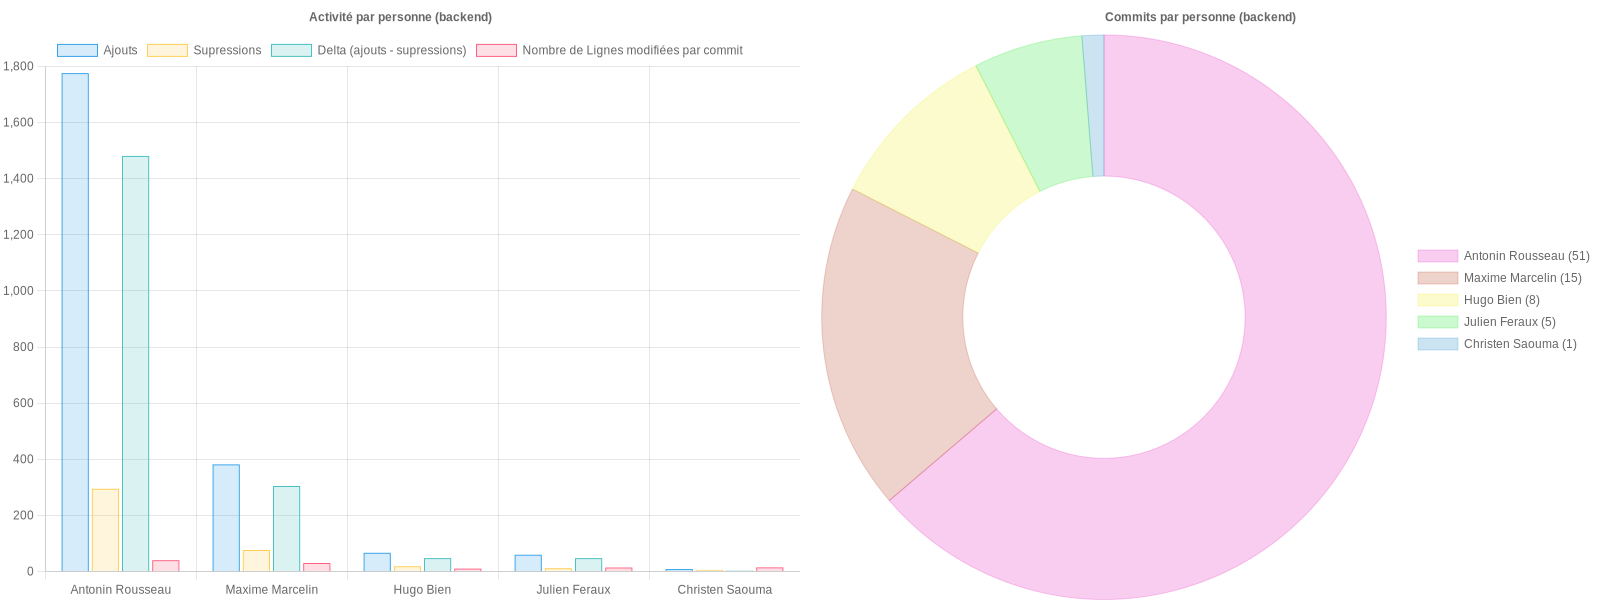 Activité par personne (backend)
Ajouts Supressions Delta (ajouts - supressions) Nombre de Lignes modifiées par commit
1,800
1,600
1,400
1,200
1,000
800
600
400
200
0
Antonin Rousseau Maxime Marcelin Hugo Bien Julien Feraux Christen Saouma
Commits par personne (backend)
Antonin Rousseau (51)
Maxime Marcelin (15)
Hugo Bien (8)
Julien Feraux (5)
Christen Saouma (1)